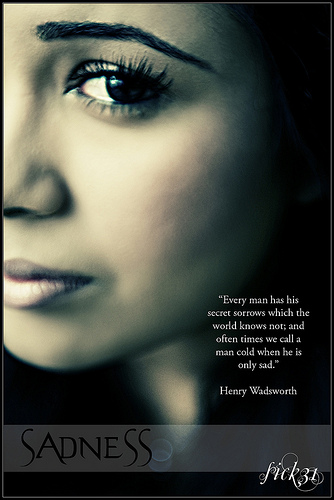 “Every man has his
secret sorrows which the
world knows not; and
often times we call a
man cold when he is
only sad.”
Henry Wadsworth
SADNESS
fick31